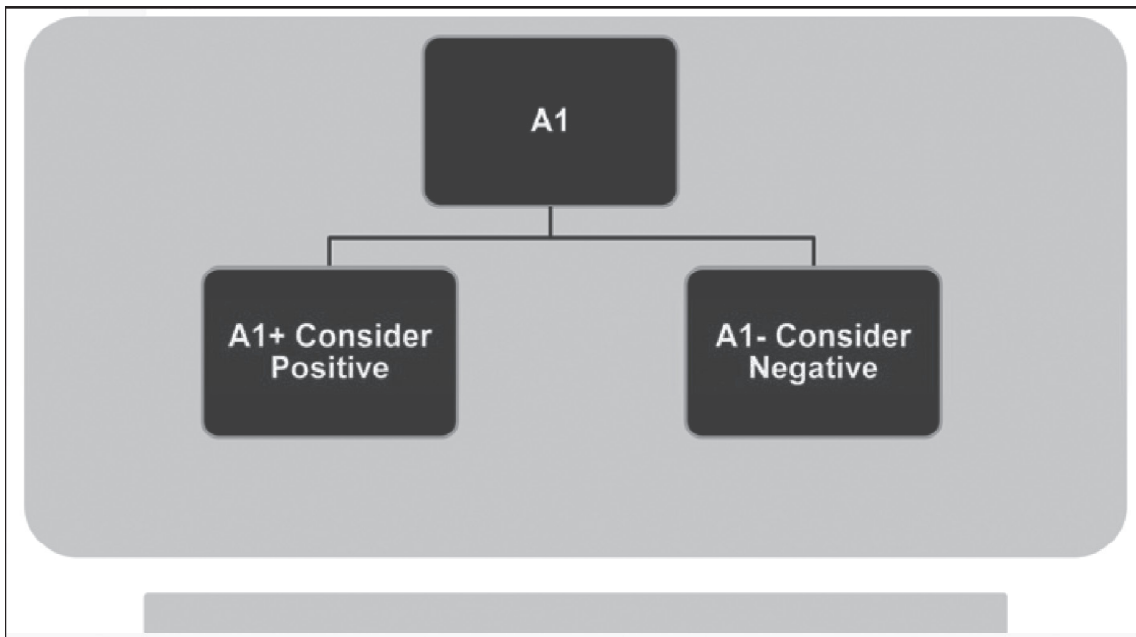 A1
A1+ Consider
Positive
A1- Consider
Negative